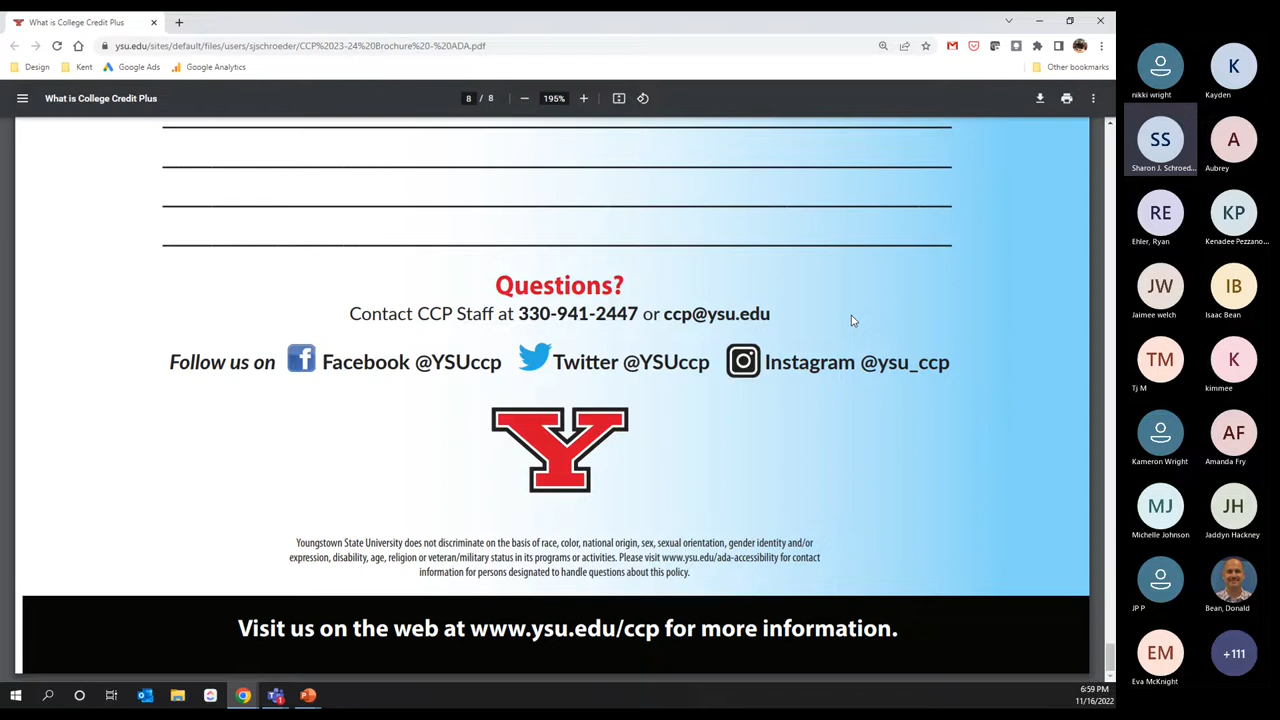 What is College Credit Plus
ysu.edu/sites/default/files/users/sjschroeder/CCP%2023-24%20Brochure%20-%20ADA.pdf
Design
Kent
Google Ads
Google Analytics
Other bookmarks
What is College Credit Plus
8 / 8
195%
Questions?
Contact CCP Staff at 330-941-2447 or ccp@ysu.edu
Follow us on f Facebook @YSUccp Twitter @YSUccp Instagram @ysu_ccp
Y
Youngstown State University does not discriminate on the basis of race, color, national origin, sex, sexual orientation, gender identity and/or
expression, disability, age, religion or veteran/military status in its programs or activities. Please visit www.ysu.edu/ada-accessibility for contact
information for persons designated to handle questions about this policy.
Visit us on the web at www.ysu.edu/ccp for more information.
6:59 PM
11/16/2022
nikki wright
K
Kayden
SS
Sharon J. Schroed...
A
Aubrey
RE
Ehler, Ryan
KP
Kenadee Pezzano...
JW
Jaimee welch
IB
Isaac Bean
TM
Tj M
K
kimmee
Kameron Wright
AF
Amanda Fry
MJ
Michelle Johnson
JH
Jaddyn Hackney
JP P
Bean, Donald
EM
Eva McKnight
+111